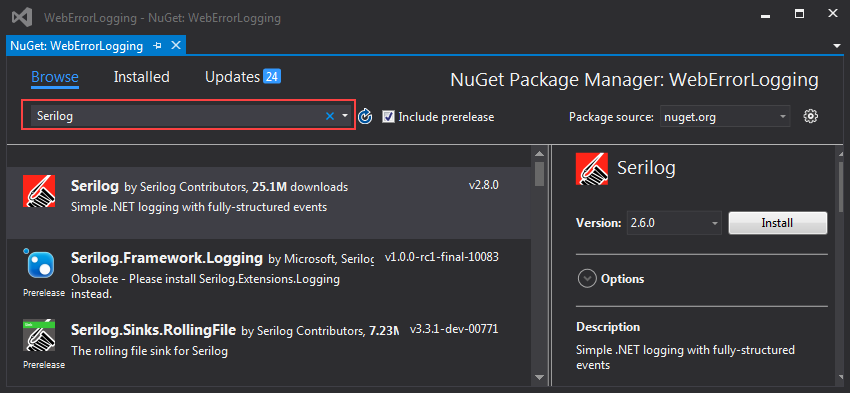 WebErrorLogging - NuGet: WebErrorLogging
NuGet: WebErrorLogging
Browse Installed Updates 24
NuGet Package Manager: WebErrorLogging
Serilog
Include prerelease
Package source: nuget.org
Serilog by Serilog Contributors, 25.1M downloads v2.8.0
Simple .NET logging with fully-structured events
Serilog.Framework.Logging by Microsoft, Serilog v1.0.0-rc1-final-10083
Obsolete - Please install Serilog.Extensions.Logging
instead.
Prerelease
Serilog.Sinks.RollingFile by Serilog Contributors, 7.23M v3.3.1-dev-00771
The rolling file sink for Serilog
Prerelease
Serilog
Version: 2.6.0 Install
Options
Description
Simple .NET logging with fully-structured
events